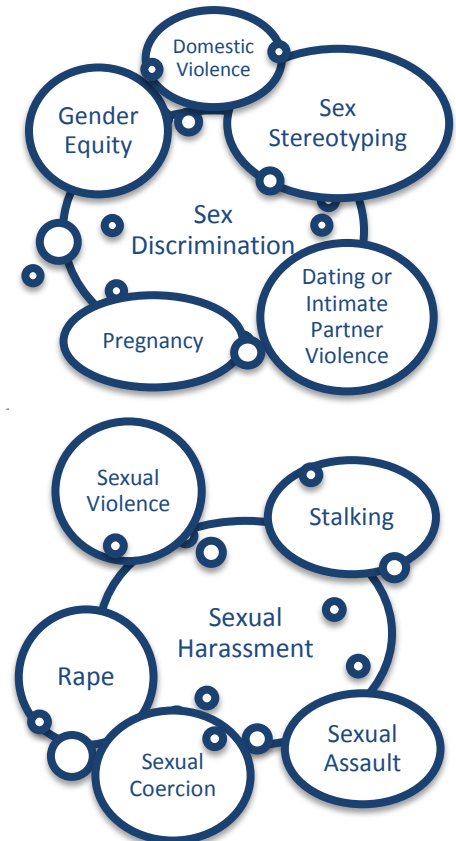 Domestic
Violence
Gender
Equity
Sex
Stereotyping
Sex
Discrimination
Dating or
Intimate
Partner
Violence
Pregnancy
Sexual
Violence
Stalking
Sexual
Harassment
Rape
Sexual
Assault
Sexual
Coercion